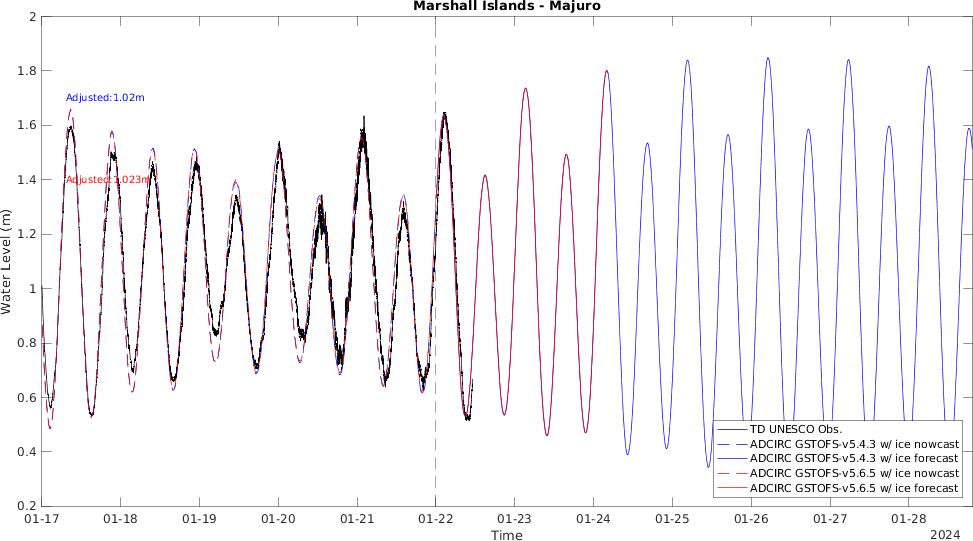 Marshall Islands - Majuro
2
1.8
1.6
1.4
1.2
1
0.8
0.6
0.4
0.2
Water Level (m)
Adjusted:1.02m
Adjusted:1.023m
TD UNESCO Obs.
ADCIRC GSTOFS-v5.4.3 w/ ice nowcast
ADCIRC GSTOFS-v5.4.3 w/ ice forecast
ADCIRC GSTOFS-v5.6.5 w/ ice nowcast
ADCIRC GSTOFS-v5.6.5 w/ ice forecast
01-17 01-18 01-19 01-20 01-21 01-22 01-23 01-24 01-25 01-26 01-27 01-28
Time
2024